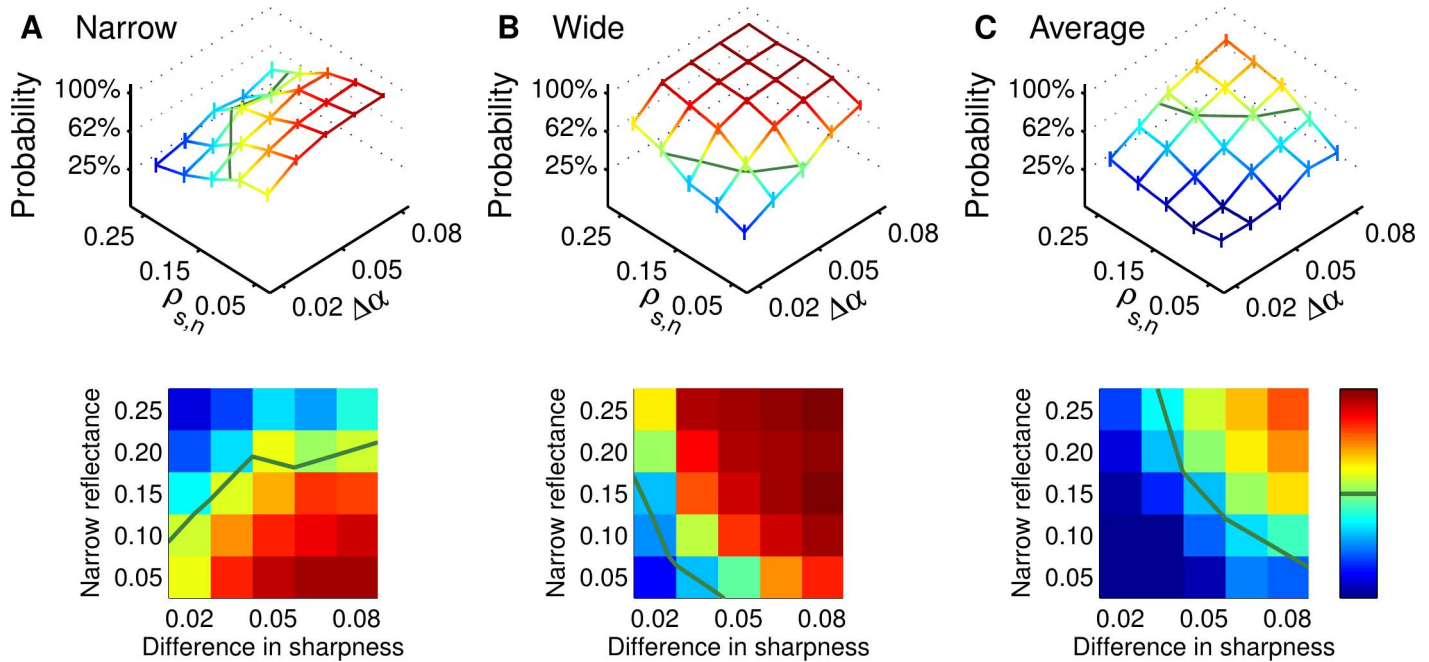 A Narrow
Probability
100%
62%
25%
0.25
0.15
0.05
ρs,n
0.02
0.05
0.08
Δα
B Wide
Probability
100%
62%
25%
0.25
0.15
0.05
ρs,n
0.02
0.05
0.08
Δα
C Average
Probability
100%
62%
25%
0.25
0.15
0.05
ρs,n
0.02
0.05
0.08
Δα
Narrow reflectance
0.25
0.20
0.15
0.10
0.05
0.02 0.05 0.08
Difference in sharpness
Narrow reflectance
0.25
0.20
0.15
0.10
0.05
0.02 0.05 0.08
Difference in sharpness
Narrow reflectance
0.25
0.20
0.15
0.10
0.05
0.02 0.05 0.08
Difference in sharpness